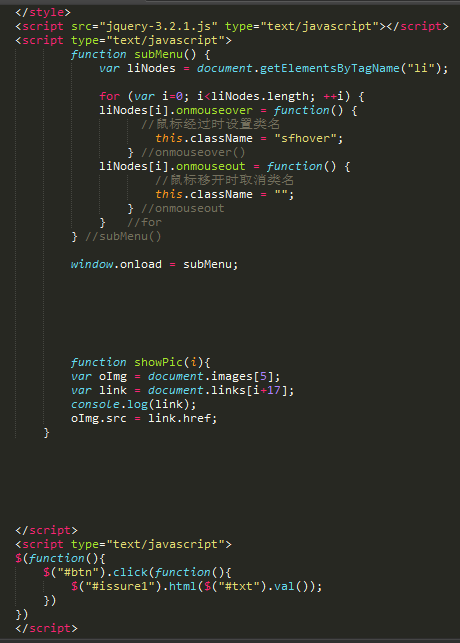 </style>
<script src="jquery-3.2.1.js" type="text/javascript"></script>
<script type="text/javascript">
function subMenu() {
var liNodes = document.getElementsByTagName("li");
for (var i=0; i<liNodes.length; ++i) {
liNodes[i].onmouseover = function() {
//鼠标经过时设置类名
this.className = "sfhover";
} //onmouseover()
liNodes[i].onmouseout = function() {
//鼠标移开时取消类名
this.className = "";
} //onmouseout
} //for
} //subMenu()
window.onload = subMenu;
function showPic(i){
var oImg = document.images[5];
var link = document.links[i+17];
console.log(link);
oImg.src = link.href;
}
</script>
<script type="text/javascript">
$(function(){
$("#btn").click(function(){
$("#issure1").html($("#txt").val());
})
})
</script>